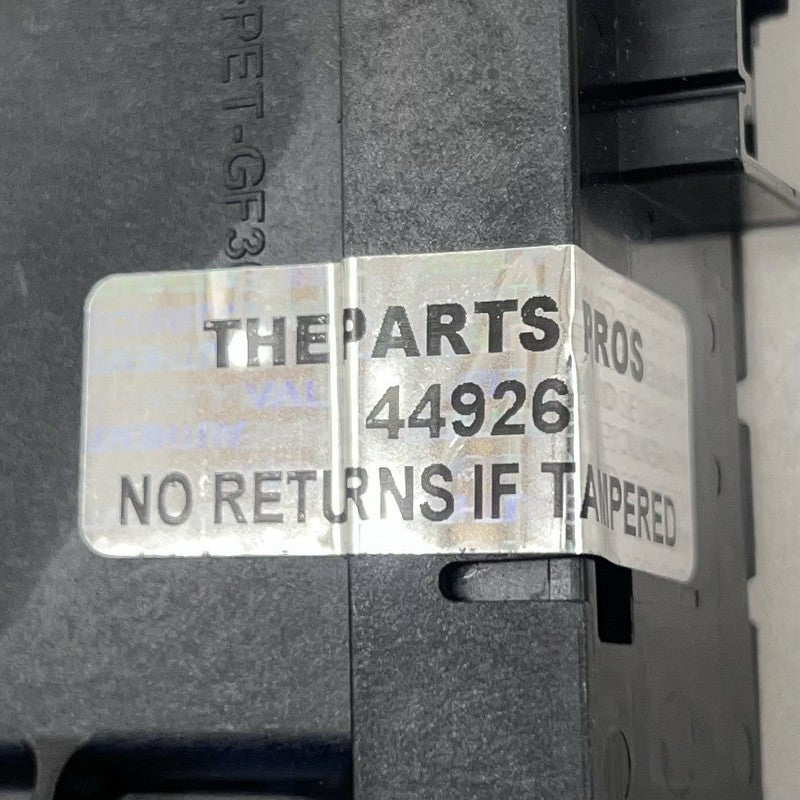 -PET-GF3
THEPARTS PROS
44926
NO RETURNS IF TAMPERED